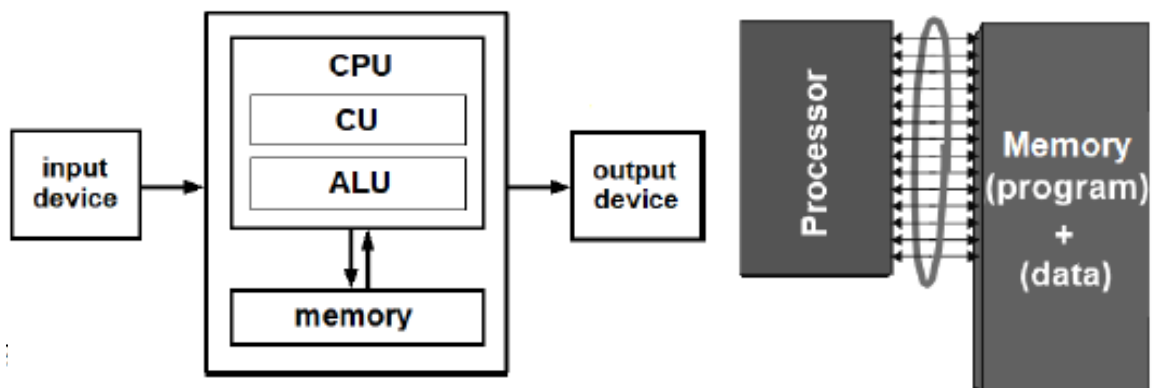 CPU
CU
ALU
memory
input
device
output
device
Processor
Memory
(program)
+
(data)